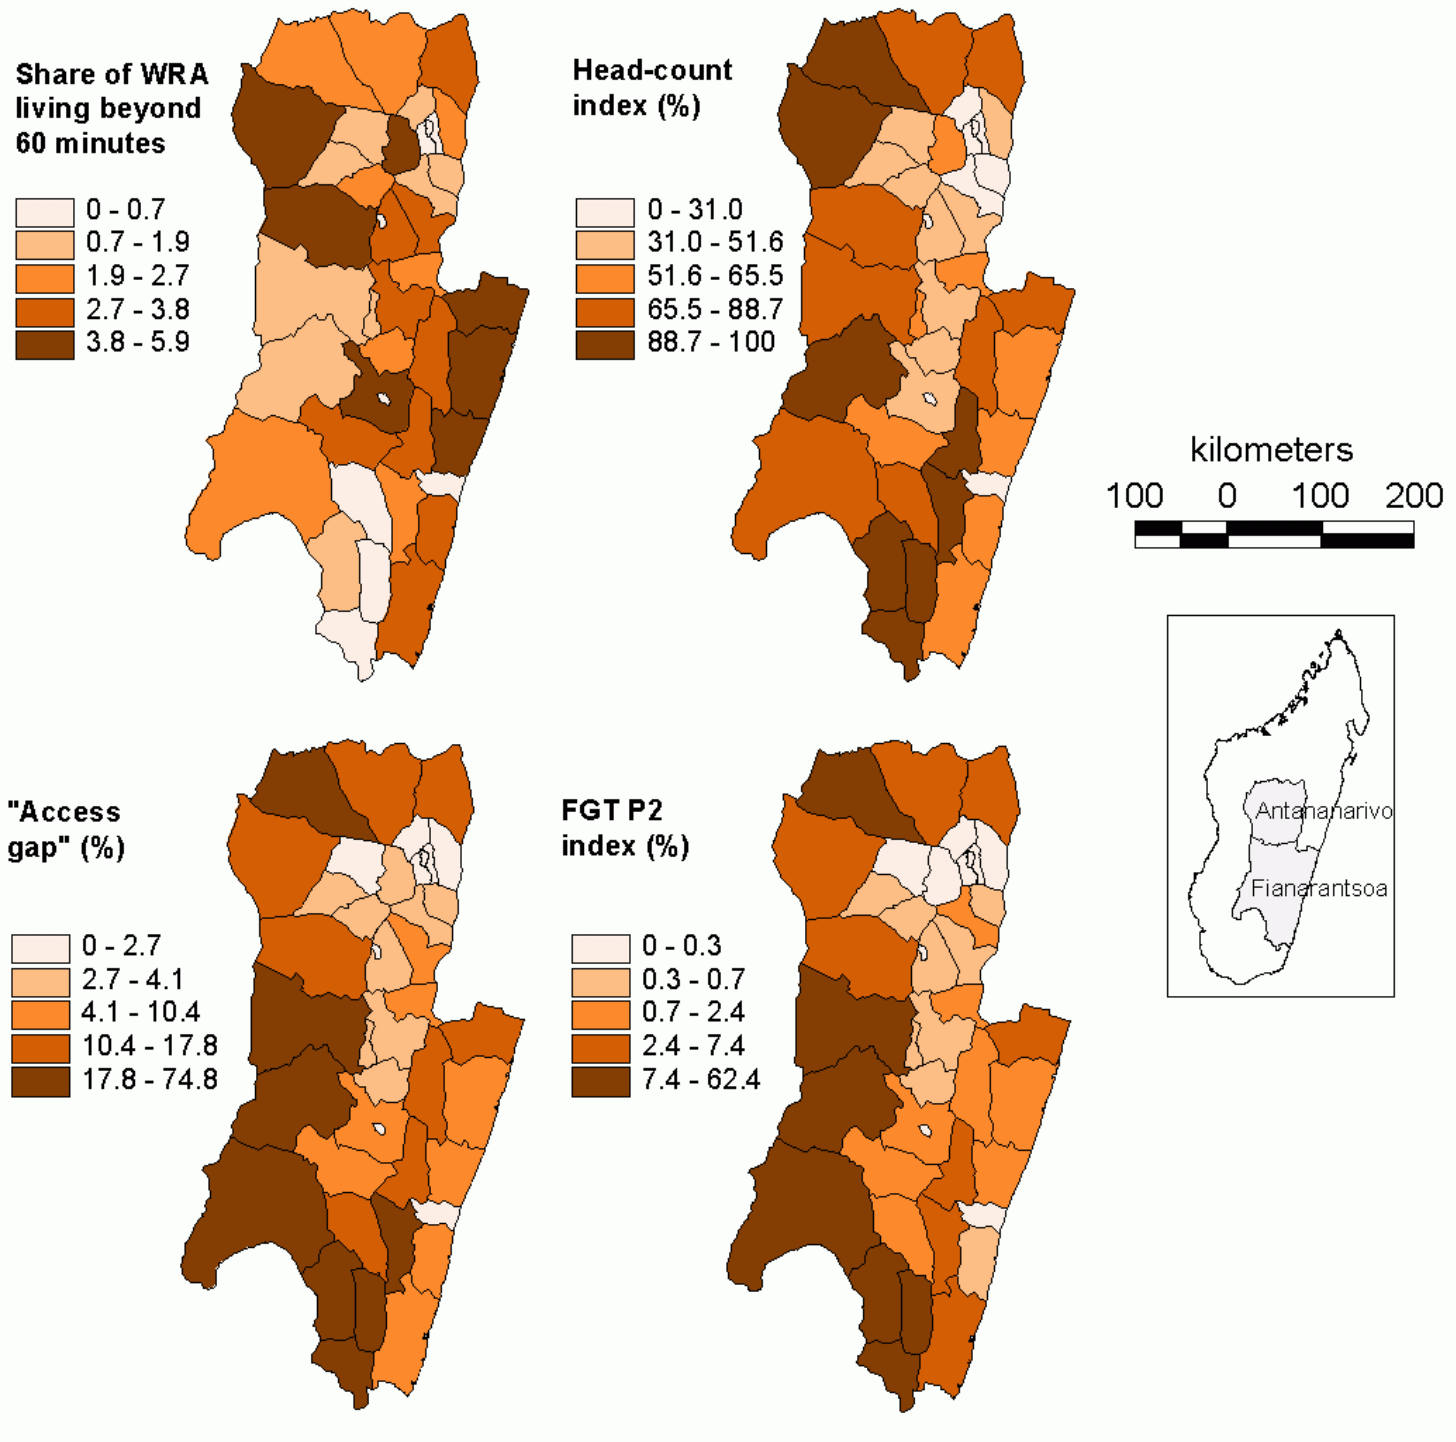 Share of WRA
living beyond
60 minutes
0 - 0.7
0.7 - 1.9
1.9 - 2.7
2.7 - 3.8
3.8 - 5.9
Head-count
index (%)
0 - 31.0
31.0 - 51.6
51.6 - 65.5
65.5 - 88.7
88.7 - 100
kilometers
100 0 100 200
Antananarivo
Fianarantsoa
"Access
gap" (%)
0 - 2.7
2.7 - 4.1
4.1 - 10.4
10.4 - 17.8
17.8 - 74.8
FGT P2
index (%)
0 - 0.3
0.3 - 0.7
0.7 - 2.4
2.4 - 7.4
7.4 - 62.4